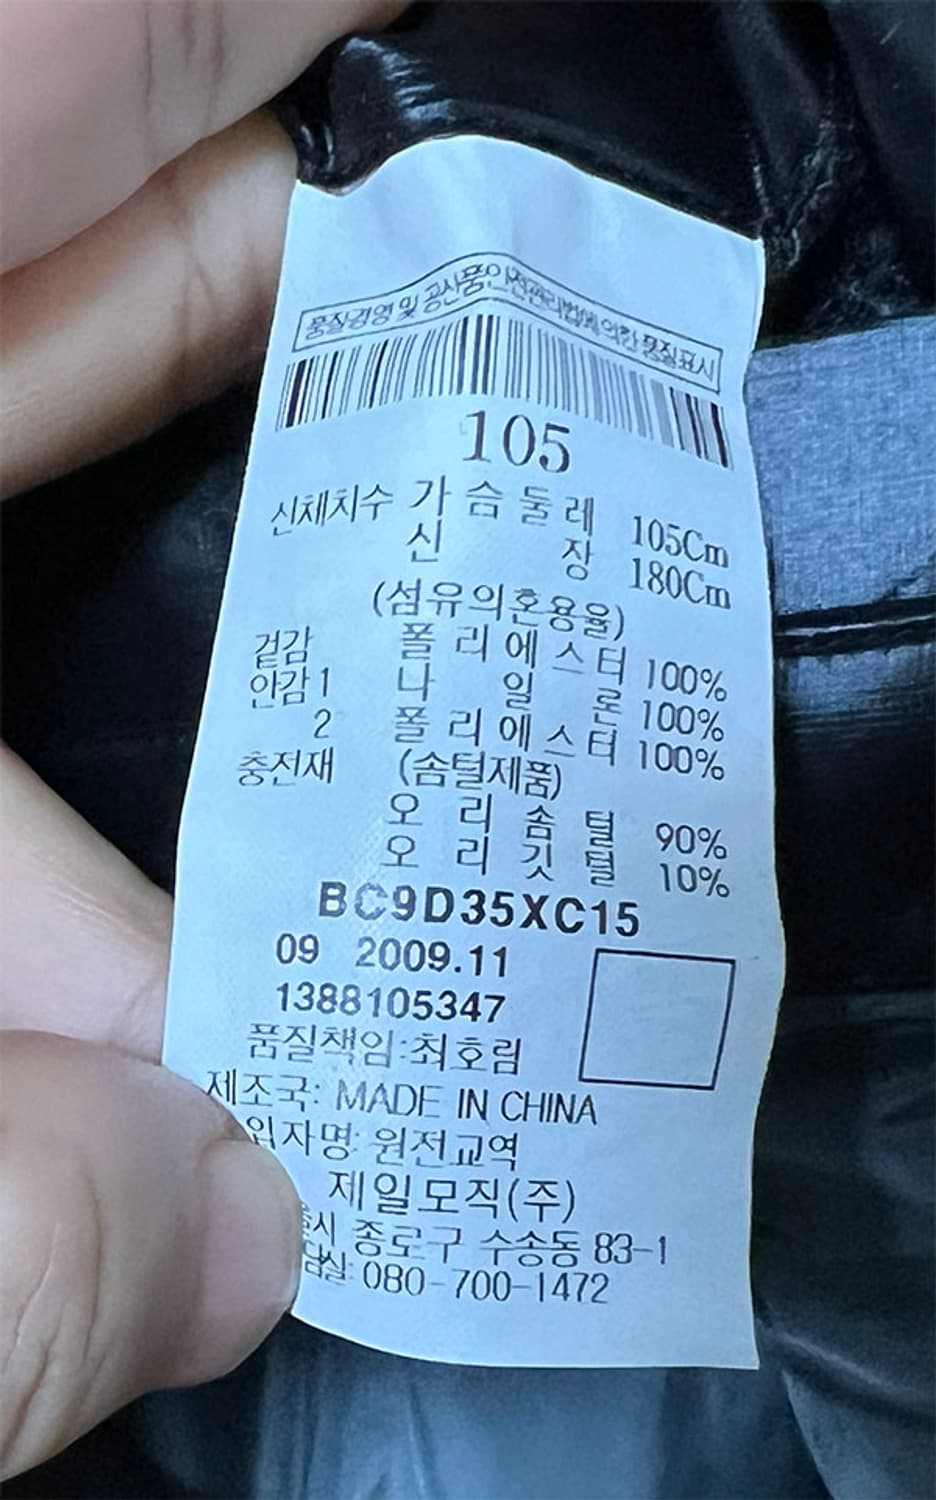 품질경영 및 공산품안전관리법에 의한 품질표시
105
신체치수 가 슴 둘 레 105Cm
신 장 180Cm
(섬유의혼용율)
겉감 폴 리 에 스 터 100%
안감1 나 일 론 100%
2 폴 리 에 스 터 100%
충전재 (솜털제품)
오 리 솜 털 90%
오 리 깃 털 10%
BC9D35XC15
09 2009.11
1388105347
품질책임:최호림
제조국: MADE IN CHINA
입자명: 원전교역
제일모직(주)
시 종로구 수송동 83-1
담실: 080-700-1472